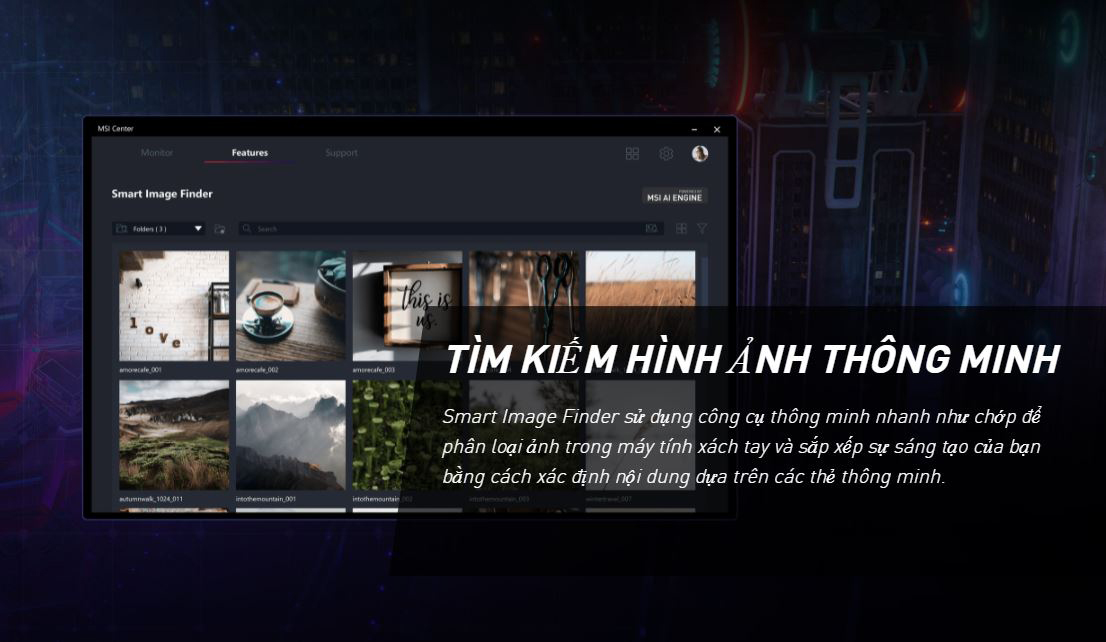 MSI Center
Monitor Features Support
Smart Image Finder
POWERED BY
MSI AI ENGINE
Folders ( 3 )
Search
love
this is
us.
amorecafe_001 amorecafe_002 amorecafe_003
TÌM KIẾM HÌNH ẢNH THÔNG MINH
Smart Image Finder sử dụng công cụ thông minh nhanh như chớp để
phân loại ảnh trong máy tính xách tay và sắp xếp sự sáng tạo của bạn
bằng cách xác định nội dung dựa trên các thẻ thông minh.
autumnwalk_1024_011 intothemountain_001 intothemountain_002 intothemountain_003 wintertravel_007